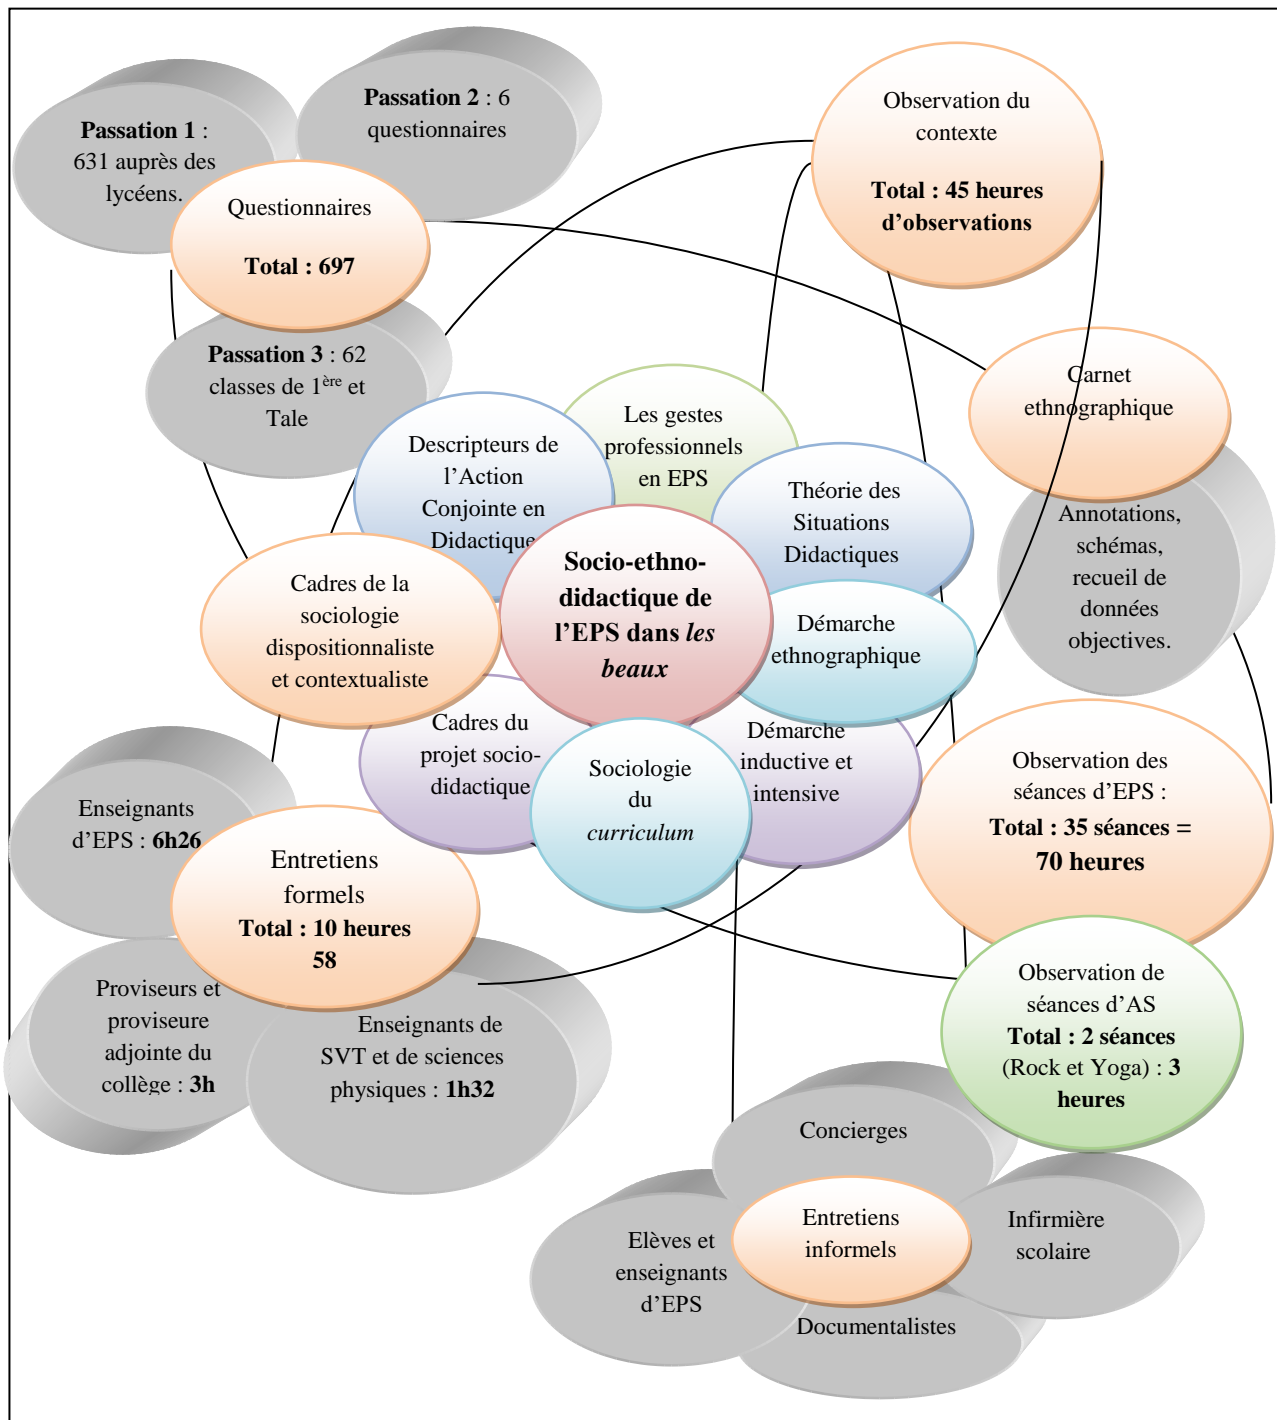 Passation 1 :
631 auprès des
lycéens.
Passation 2 : 6
questionnaires
Questionnaires
Total : 697
Passation 3 : 62
classes de 1ère et
Tale
Observation du
contexte
Total : 45 heures
d’observations
Carnet
ethnographique
Annotations,
schémas,
recueil de
données
objectives.
Les gestes
professionnels
en EPS
Descripteurs de
l’Action
Conjointe en
Didactique
Théorie des
Situations
Didactiques
Socio-ethno-
didactique de
l’EPS dans les
beaux
Cadres de la
sociologie
dispositionnaliste
et contextualiste
Démarche
ethnographique
Cadres du
projet socio-
didactique
Sociologie
du
curriculum
Démarche
inductive et
intensive
Observation des
séances d’EPS :
Total : 35 séances =
70 heures
Enseignants
d’EPS : 6h26
Entretiens
formels
Total : 10 heures
58
Proviseurs et
proviseure
adjointe du
collège : 3h
Enseignants de
SVT et de sciences
physiques : 1h32
Observation de
séances d’AS
Total : 2 séances
(Rock et Yoga) : 3
heures
Concierges
Entretiens
informels
Infirmière
scolaire
Elèves et
enseignants
d’EPS
Documentalistes